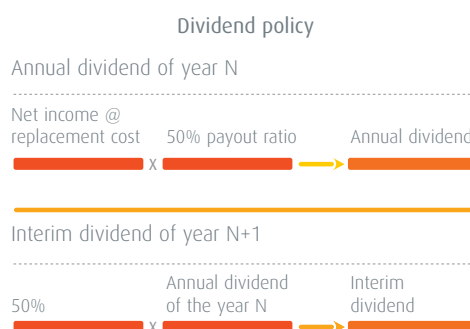 Dividend policy
Annual dividend of year N
Net income @
replacement cost
50% payout ratio
Annual dividend
x
Interim dividend of year N+1
50%
Annual dividend
of the year N
Interim
dividend
x